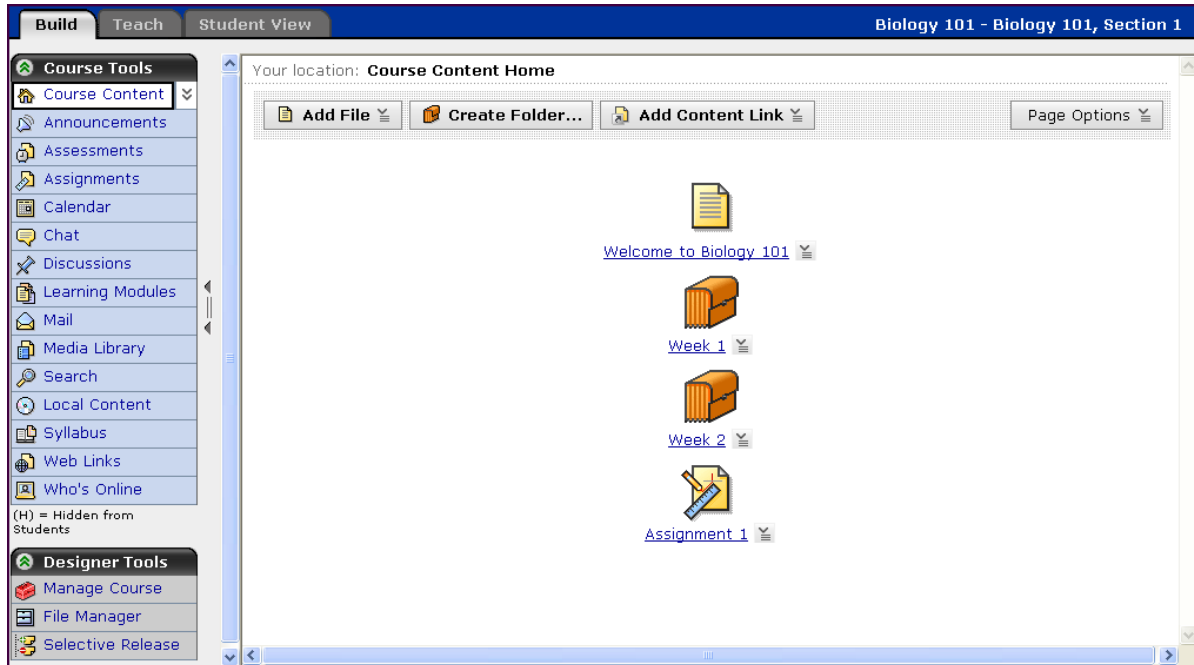 Build Teach Student View Biology 101 - Biology 101, Section 1
Course Tools
Course Content
Announcements
Assessments
Assignments
Calendar
Chat
Discussions
Learning Modules
Mail
Media Library
Search
Local Content
Syllabus
Web Links
Who's Online
(H) = Hidden from
Students
Designer Tools
Manage Course
File Manager
Selective Release
Your location: Course Content Home
Add File Create Folder... Add Content Link Page Options
Welcome to Biology 101
Week 1
Week 2
Assignment 1